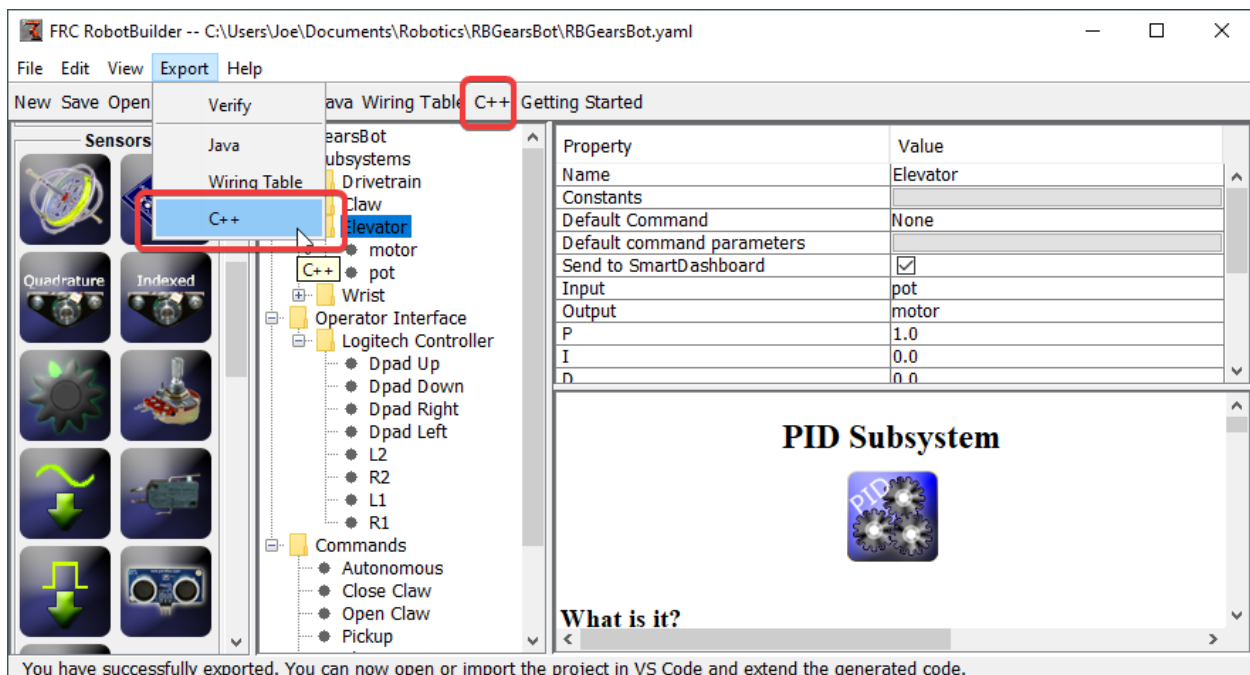 FRC RobotBuilder -- C:\Users\Joe\Documents\Robotics\RBGearsBot\RBGearsBot.yaml
File Edit View Export Help
New Save Open ava Wiring Table C++ Getting Started
Verify
Java
Wiring Table
C++
C++
Sensors
Quadrature Indexed
earsBot
ubsystems
Drivetrain
Claw
Elevator
motor
pot
Wrist
Operator Interface
Logitech Controller
Dpad Up
Dpad Down
Dpad Right
Dpad Left
L2
R2
L1
R1
Commands
Autonomous
Close Claw
Open Claw
Pickup
Property Value
Name Elevator
Constants
Default Command None
Default command parameters
Send to SmartDashboard
Input pot
Output motor
P 1.0
I 0.0
D 0.0
PID Subsystem
PID
What is it?
You have successfully exported. You can now open or import the project in VS Code and extend the generated code.